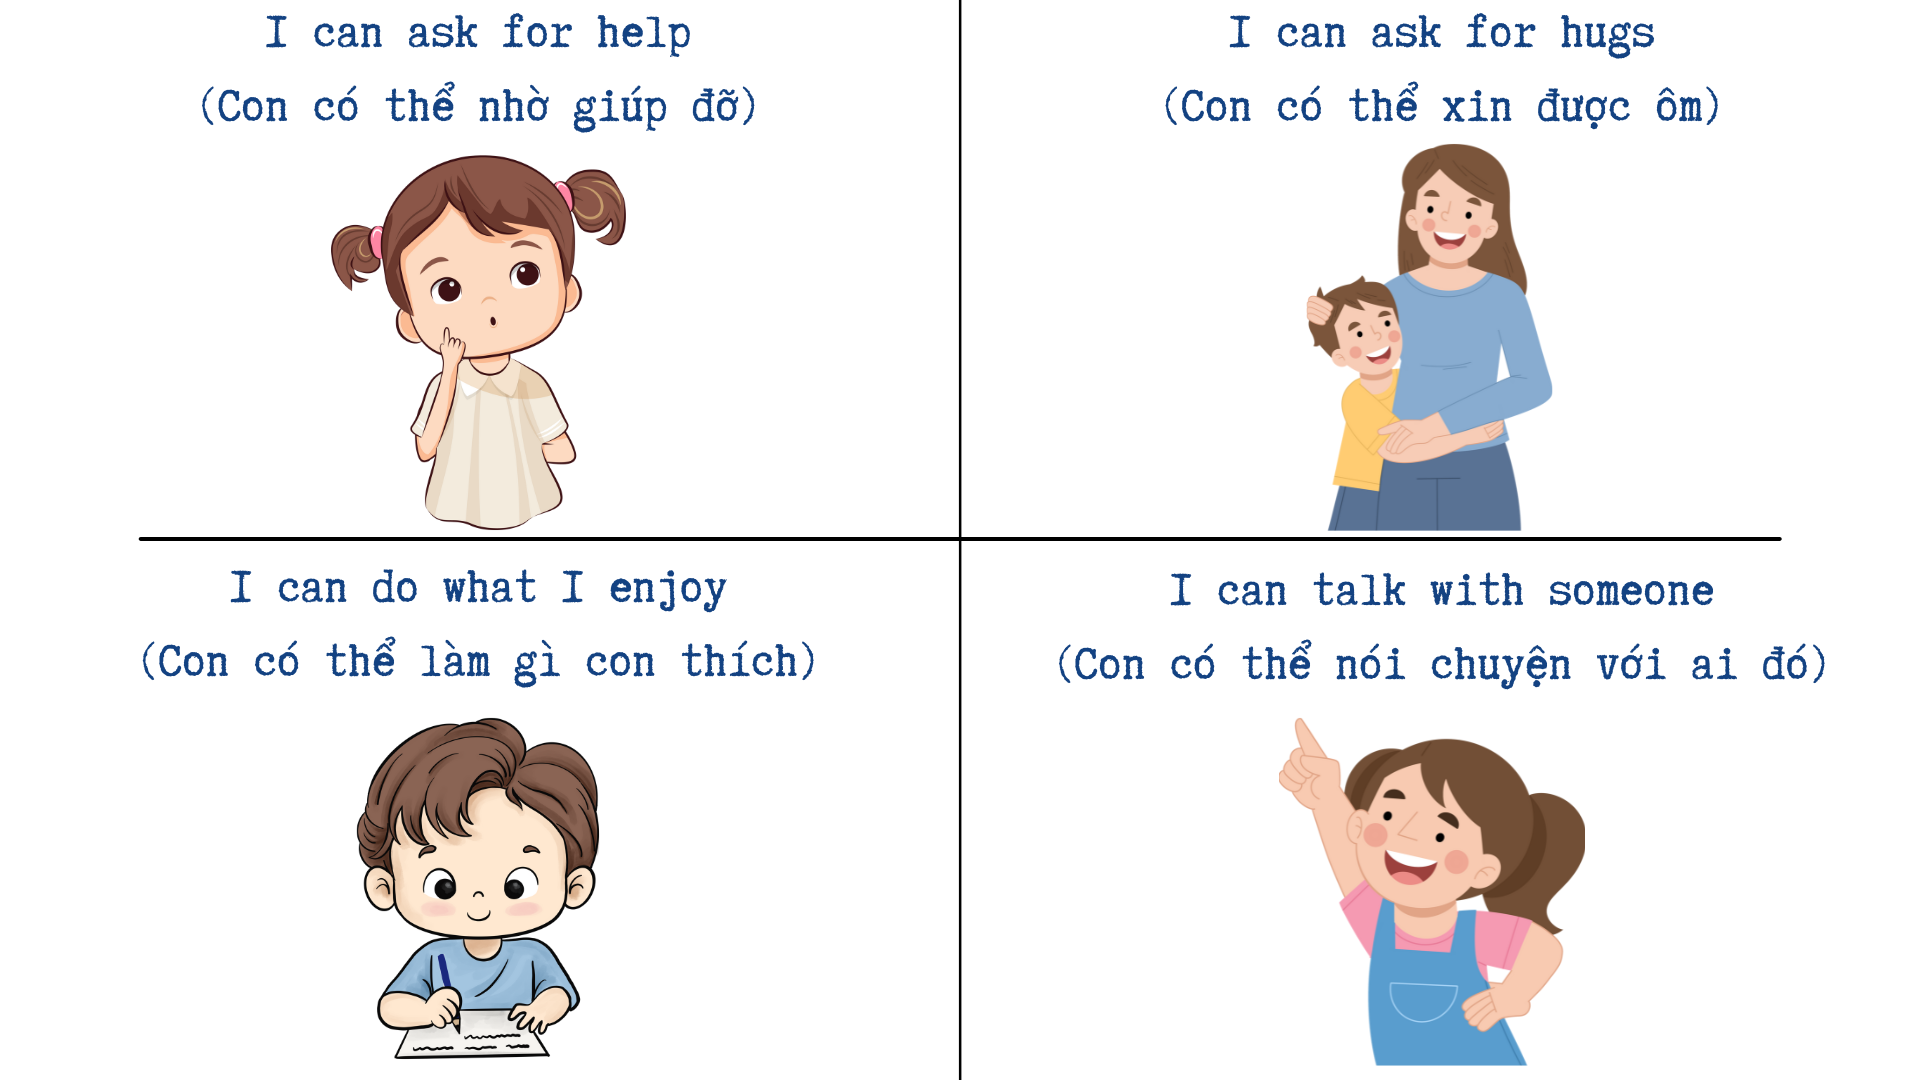 I can ask for help
(Con có thể nhờ giúp đỡ)
I can ask for hugs
(Con có thể xin được ôm)
I can do what I enjoy
(Con có thể làm gì con thích)
I can talk with someone
(Con có thể nói chuyện với ai đó)